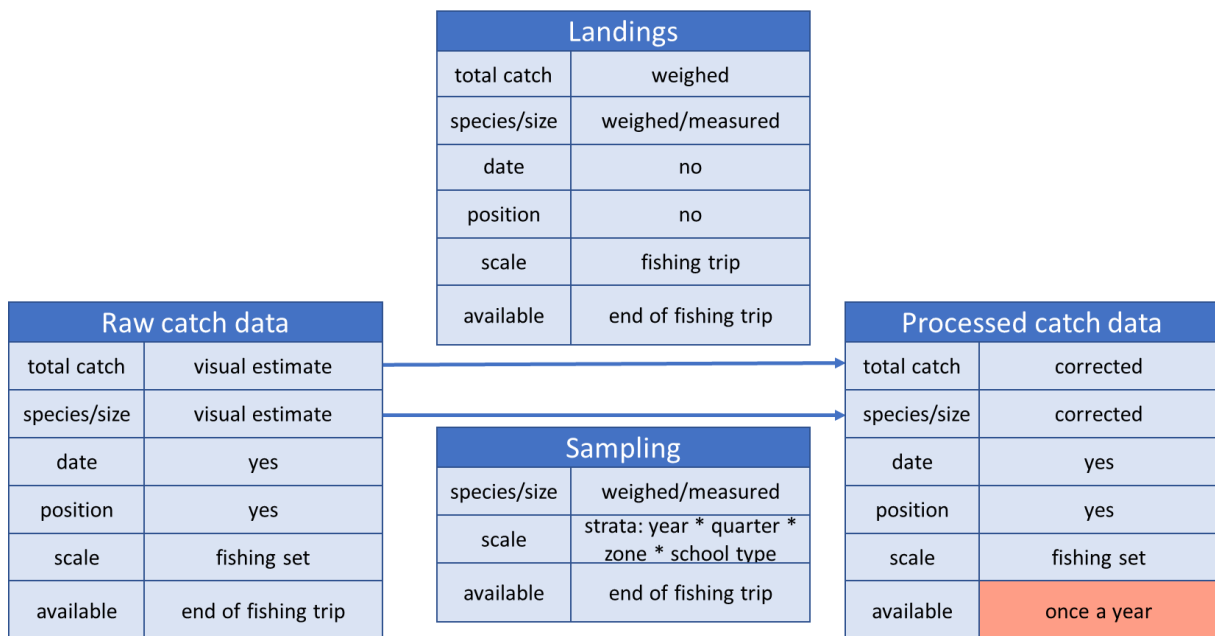 Landings
total catch weighed
species/size weighed/measured
date no
position no
scale fishing trip
available end of fishing trip
Raw catch data
total catch visual estimate
species/size visual estimate
date yes
position yes
scale fishing set
available end of fishing trip
Sampling
species/size weighed/measured
scale strata: year * quarter *
zone * school type
available end of fishing trip
Processed catch data
total catch corrected
species/size corrected
date yes
position yes
scale fishing set
available once a year